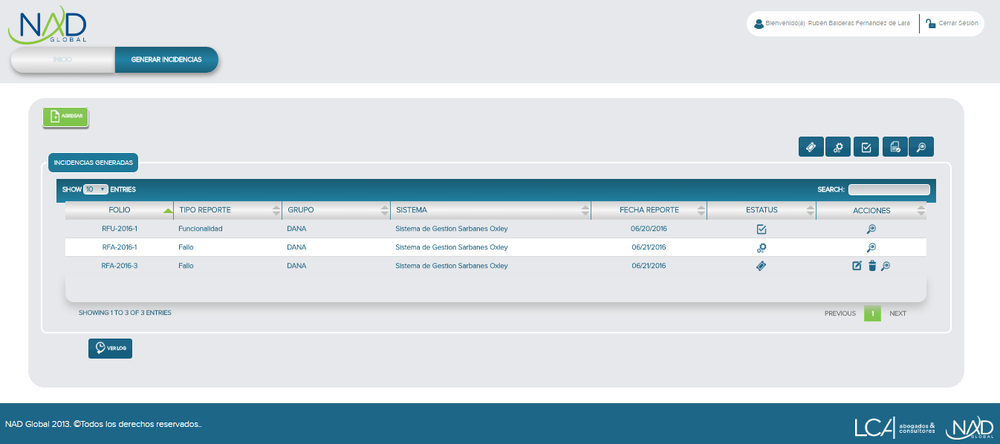 NAD
GLOBAL
Bienvenido(a) Rubén Balderas Fernández de Lara
Cerrar Sesión
INICIO
GENERAR INCIDENCIAS
AGREGAR
INCIDENCIAS GENERADAS
SHOW 10 ENTRIES
SEARCH:
FOLIO TIPO REPORTE GRUPO SISTEMA FECHA REPORTE ESTATUS ACCIONES
RFU-2016-1 Funcionalidad DANA Sistema de Gestion Sarbanes Oxley 06/20/2016
RFA-2016-1 Fallo DANA Sistema de Gestion Sarbanes Oxley 06/21/2016
RFA-2016-3 Fallo DANA Sistema de Gestion Sarbanes Oxley 06/21/2016
SHOWING 1 TO 3 OF 3 ENTRIES
PREVIOUS 1 NEXT
VER LOG
NAD Global 2013. ©Todos los derechos reservados..
LCA abogados &
consultores
NAD
GLOBAL